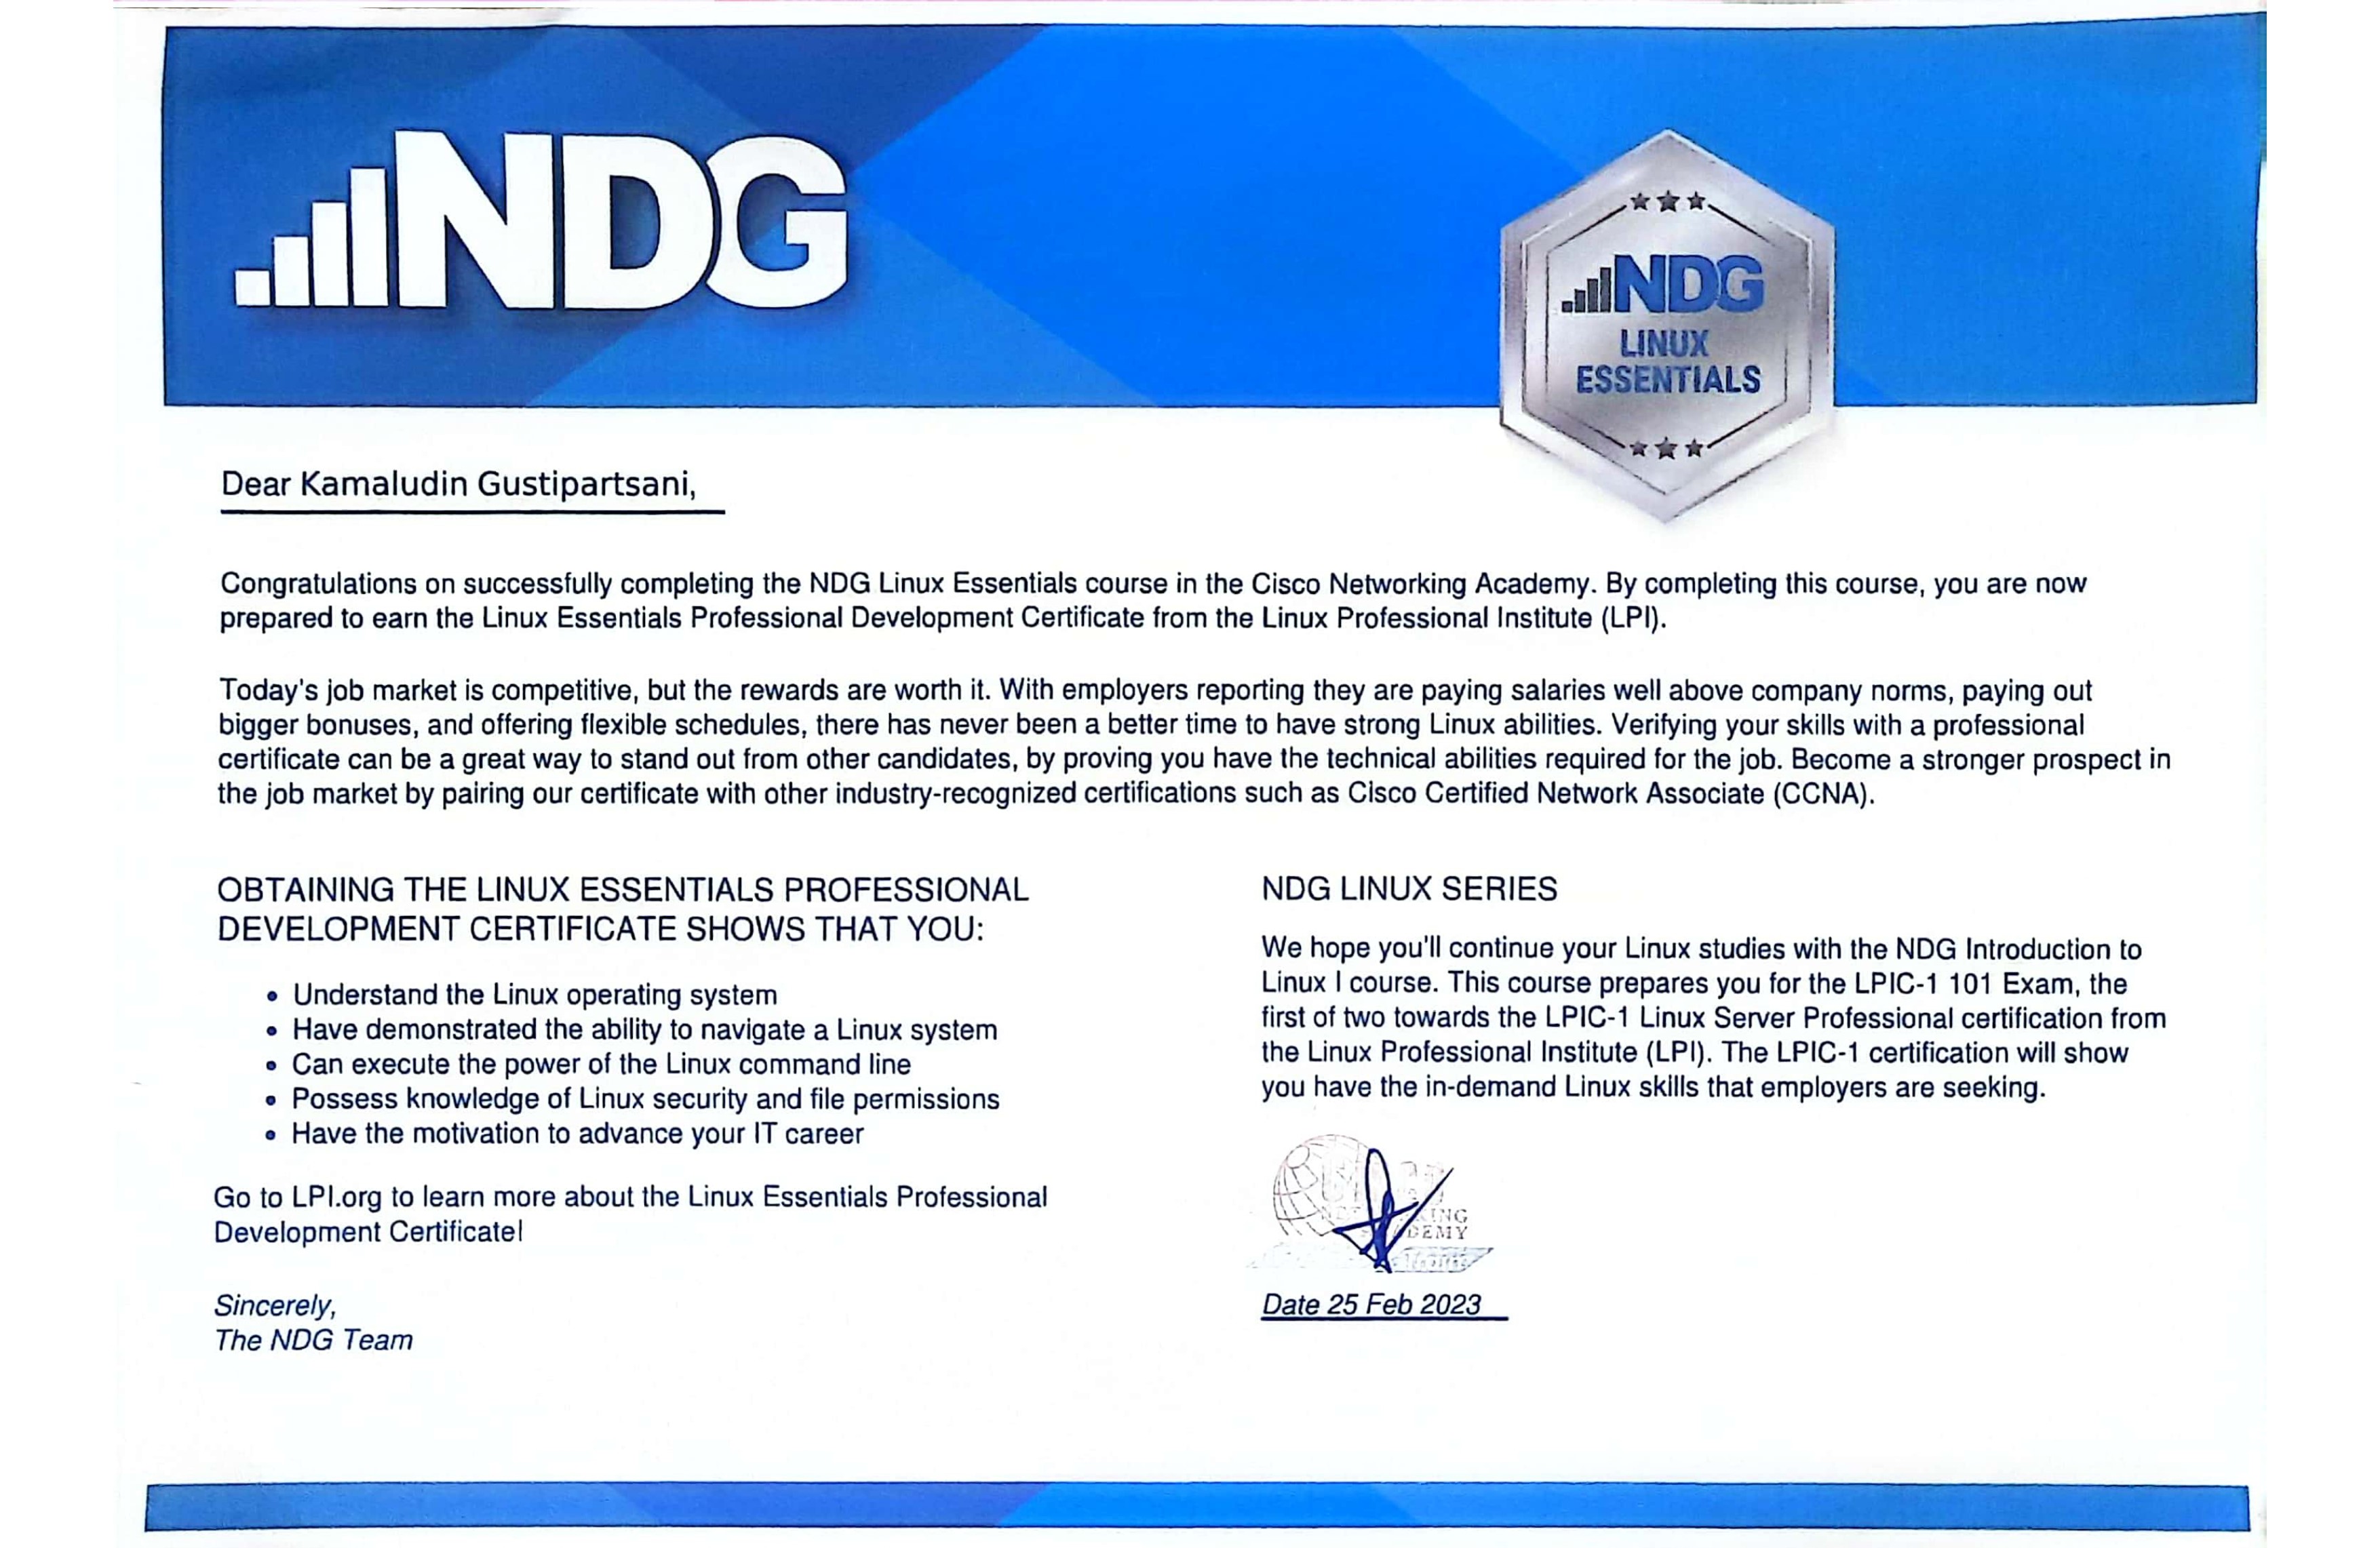 NDG
NDG
LINUX
ESSENTIALS
Dear Kamaludin Gustipartsani,
Congratulations on successfully completing the NDG Linux Essentials course in the Cisco Networking Academy. By completing this course, you are now
prepared to earn the Linux Essentials Professional Development Certificate from the Linux Professional Institute (LPI).
Today's job market is competitive, but the rewards are worth it. With employers reporting they are paying salaries well above company norms, paying out
bigger bonuses, and offering flexible schedules, there has never been a better time to have strong Linux abilities. Verifying your skills with a professional
certificate can be a great way to stand out from other candidates, by proving you have the technical abilities required for the job. Become a stronger prospect in
the job market by pairing our certificate with other industry-recognized certifications such as Cisco Certified Network Associate (CCNA).
OBTAINING THE LINUX ESSENTIALS PROFESSIONAL
DEVELOPMENT CERTIFICATE SHOWS THAT YOU:
• Understand the Linux operating system
• Have demonstrated the ability to navigate a Linux system
• Can execute the power of the Linux command line
• Possess knowledge of Linux security and file permissions
• Have the motivation to advance your IT career
Go to LPI.org to learn more about the Linux Essentials Professional
Development Certificate!
Sincerely,
The NDG Team
NDG LINUX SERIES
We hope you'll continue your Linux studies with the NDG Introduction to
Linux I course. This course prepares you for the LPIC-1 101 Exam, the
first of two towards the LPIC-1 Linux Server Professional certification from
the Linux Professional Institute (LPI). The LPIC-1 certification will show
you have the in-demand Linux skills that employers are seeking.
Date 25 Feb 2023